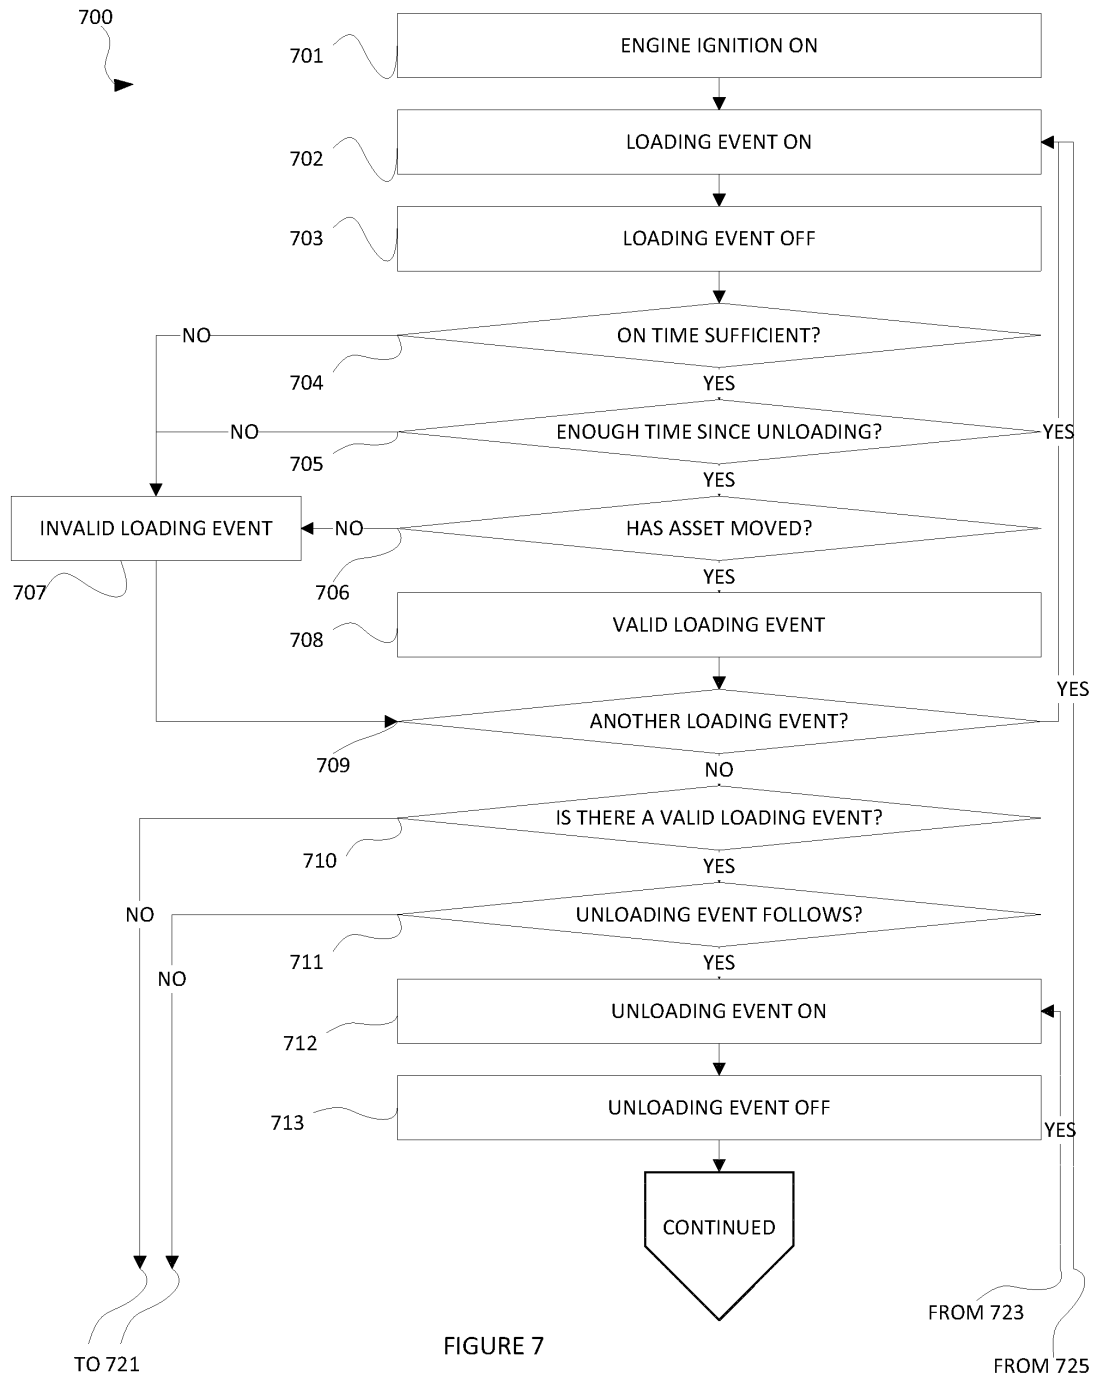 700
701
ENGINE IGNITION ON
702
LOADING EVENT ON
703
LOADING EVENT OFF
NO
ON TIME SUFFICIENT?
704
YES
NO
ENOUGH TIME SINCE UNLOADING?
YES
705
YES
INVALID LOADING EVENT
NO
HAS ASSET MOVED?
707
706
YES
708
VALID LOADING EVENT
YES
ANOTHER LOADING EVENT?
709
NO
IS THERE A VALID LOADING EVENT?
710
YES
NO
UNLOADING EVENT FOLLOWS?
711
YES
NO
UNLOADING EVENT ON
712
UNLOADING EVENT OFF
713
YES
CONTINUED
FROM 723
FIGURE 7
TO 721
FROM 725